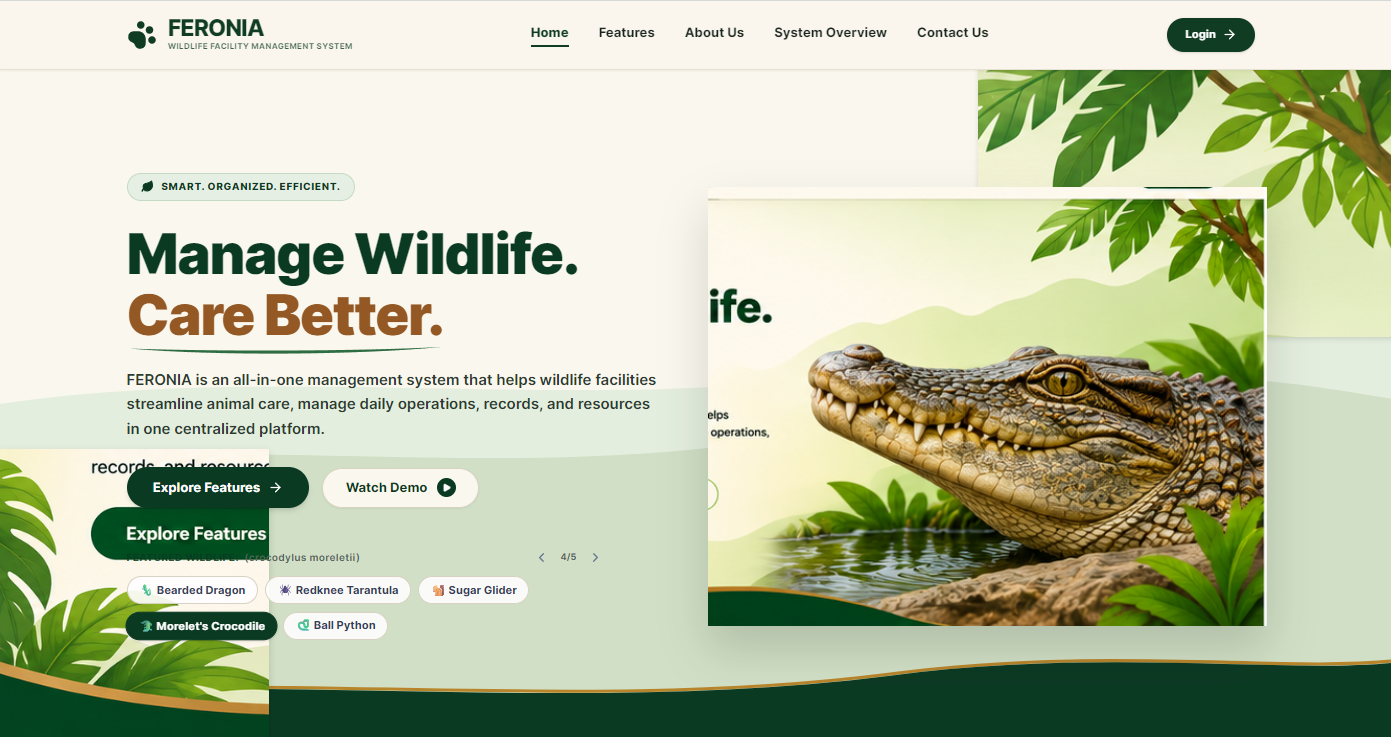 FERONIA
WILDLIFE FACILITY MANAGEMENT SYSTEM
Home
Features
About Us
System Overview
Contact Us
Login
SMART. ORGANIZED. EFFICIENT.
Manage Wildlife.
Care Better.
FERONIA is an all-in-one management system that helps wildlife facilities
streamline animal care, manage daily operations, records, and resources
in one centralized platform.
ife.
elps
operations,
records, and resourc
Explore Features
Watch Demo
Explore Features
FEATURED WILDLIFE: (crocodylus moreletii)
4/5
Bearded Dragon
Redknee Tarantula
Sugar Glider
Morelet's Crocodile
Ball Python